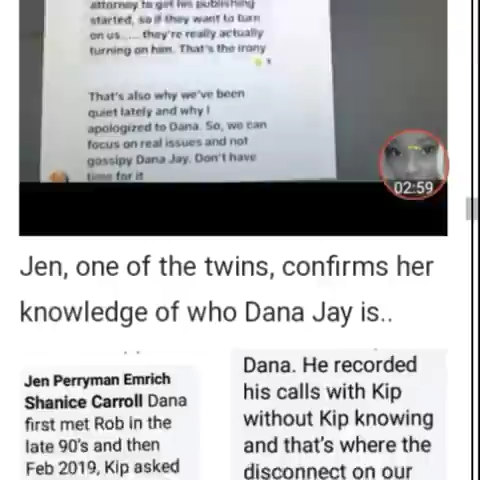 attorney to get his publishing
started, so if they want to turn
on us..... they're really actually
turning on him. That's the irony
That's also why we've been
quiet lately and why I
apologized to Dana. So, we can
focus on real issues and not
gossipy Dana Jay. Don't have
time for it
02:59
Jen, one of the twins, confirms her
knowledge of who Dana Jay is..
Jen Perryman Emrich
Shanice Carroll Dana
first met Rob in the
late 90's and then
Feb 2019, Kip asked
Dana. He recorded
his calls with Kip
without Kip knowing
and that's where the
disconnect on our